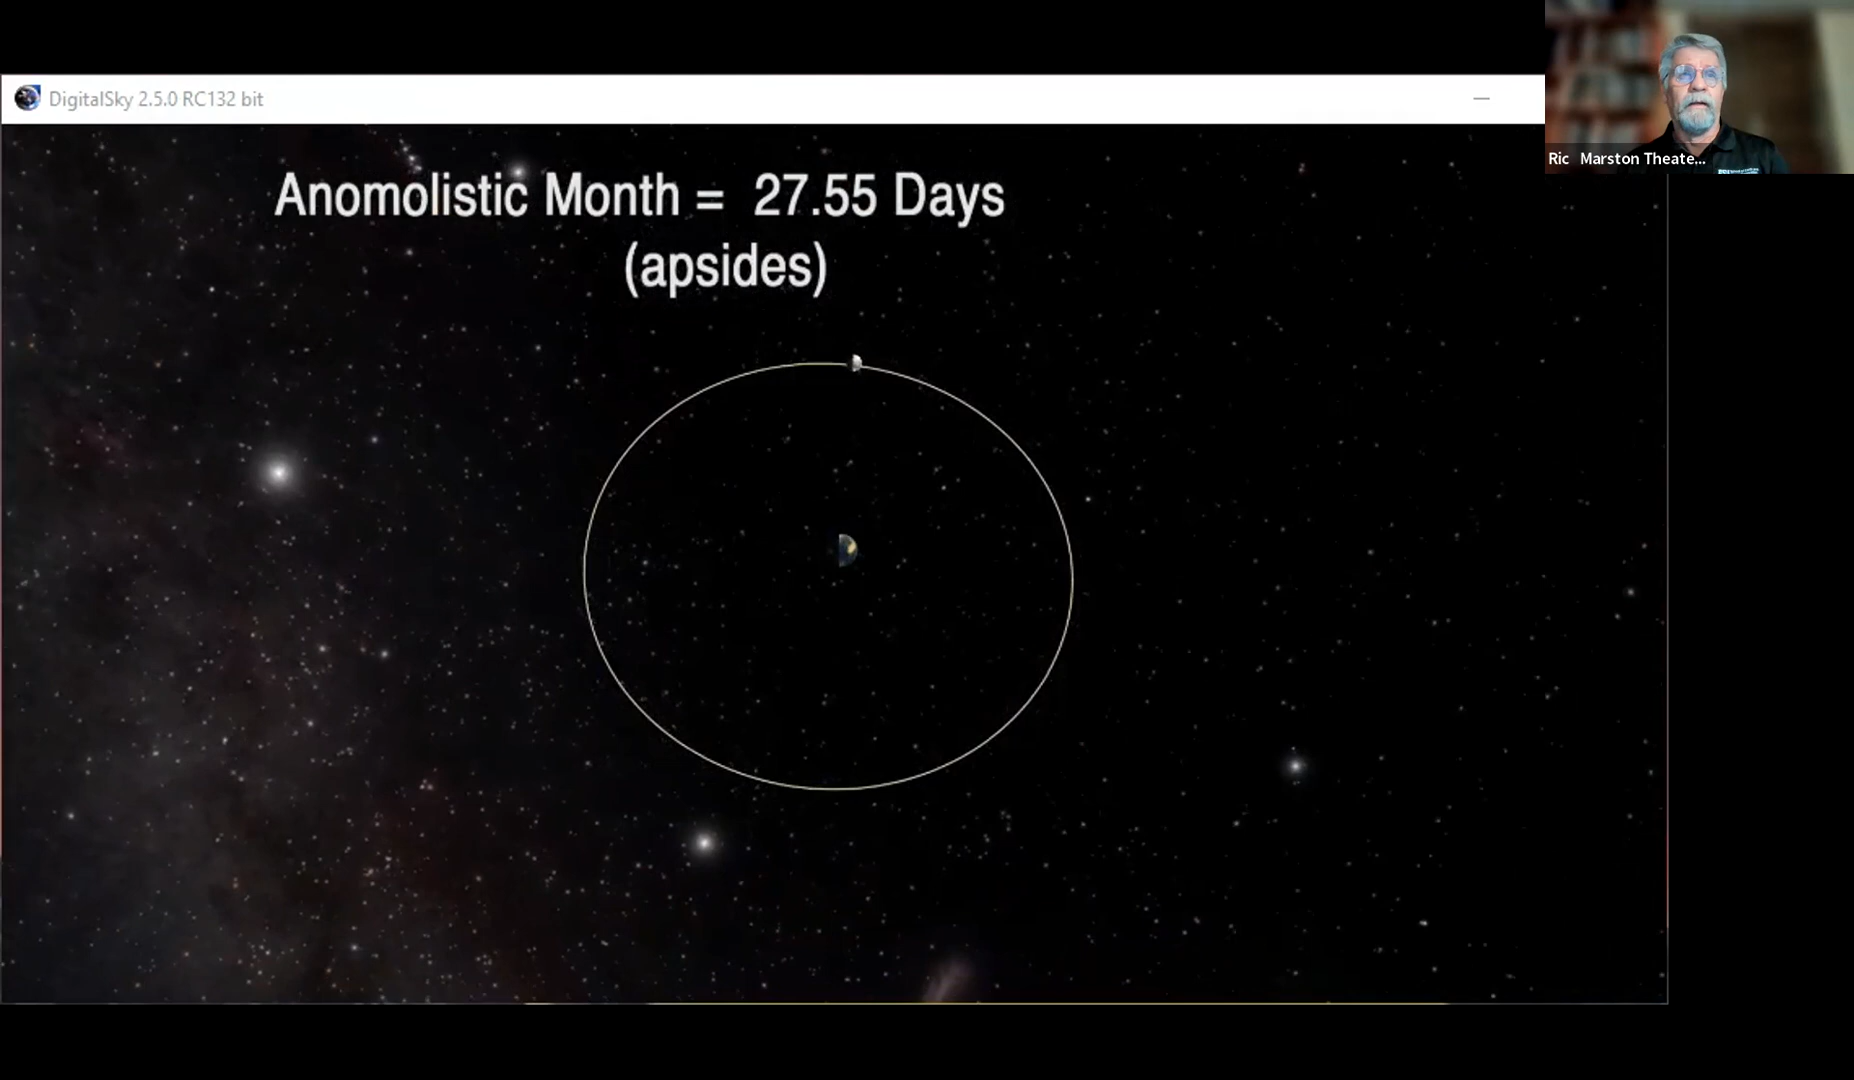 DigitalSky 2.5.0 RC132 bit
Anomolistic Month = 27.55 Days
(apsides)
Ric Marston Theate...